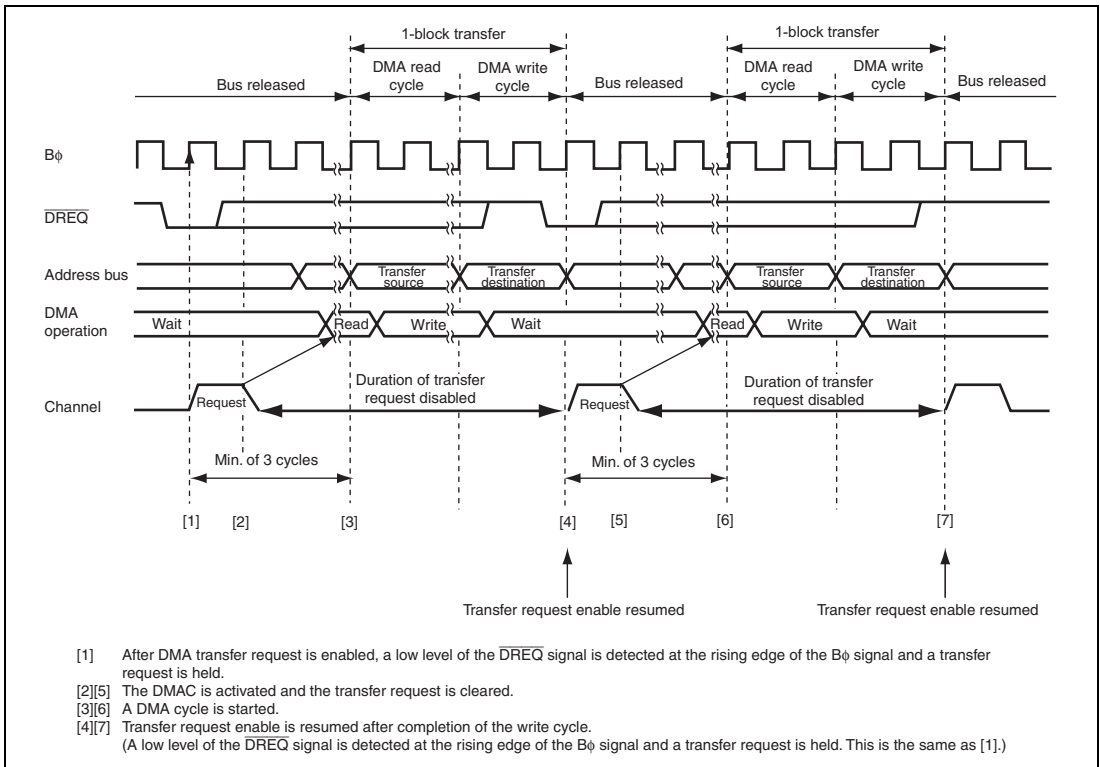 1-block transfer 1-block transfer
Bus released DMA read cycle DMA write cycle Bus released DMA read cycle DMA write cycle Bus released
Bφ
DREQ
Address bus Transfer source Transfer destination Transfer source Transfer destination
DMA operation Wait Read Write Wait Read Write Wait
Channel Request Duration of transfer request disabled Request Duration of transfer request disabled
Min. of 3 cycles Min. of 3 cycles
[1] [2] [3] [4] [5] [6] [7]
Transfer request enable resumed Transfer request enable resumed
[1] After DMA transfer request is enabled, a low level of the DREQ signal is detected at the rising edge of the Bφ signal and a transfer
request is held.
[2][5] The DMAC is activated and the transfer request is cleared.
[3][6] A DMA cycle is started.
[4][7] Transfer request enable is resumed after completion of the write cycle.
(A low level of the DREQ signal is detected at the rising edge of the Bφ signal and a transfer request is held. This is the same as [1].)